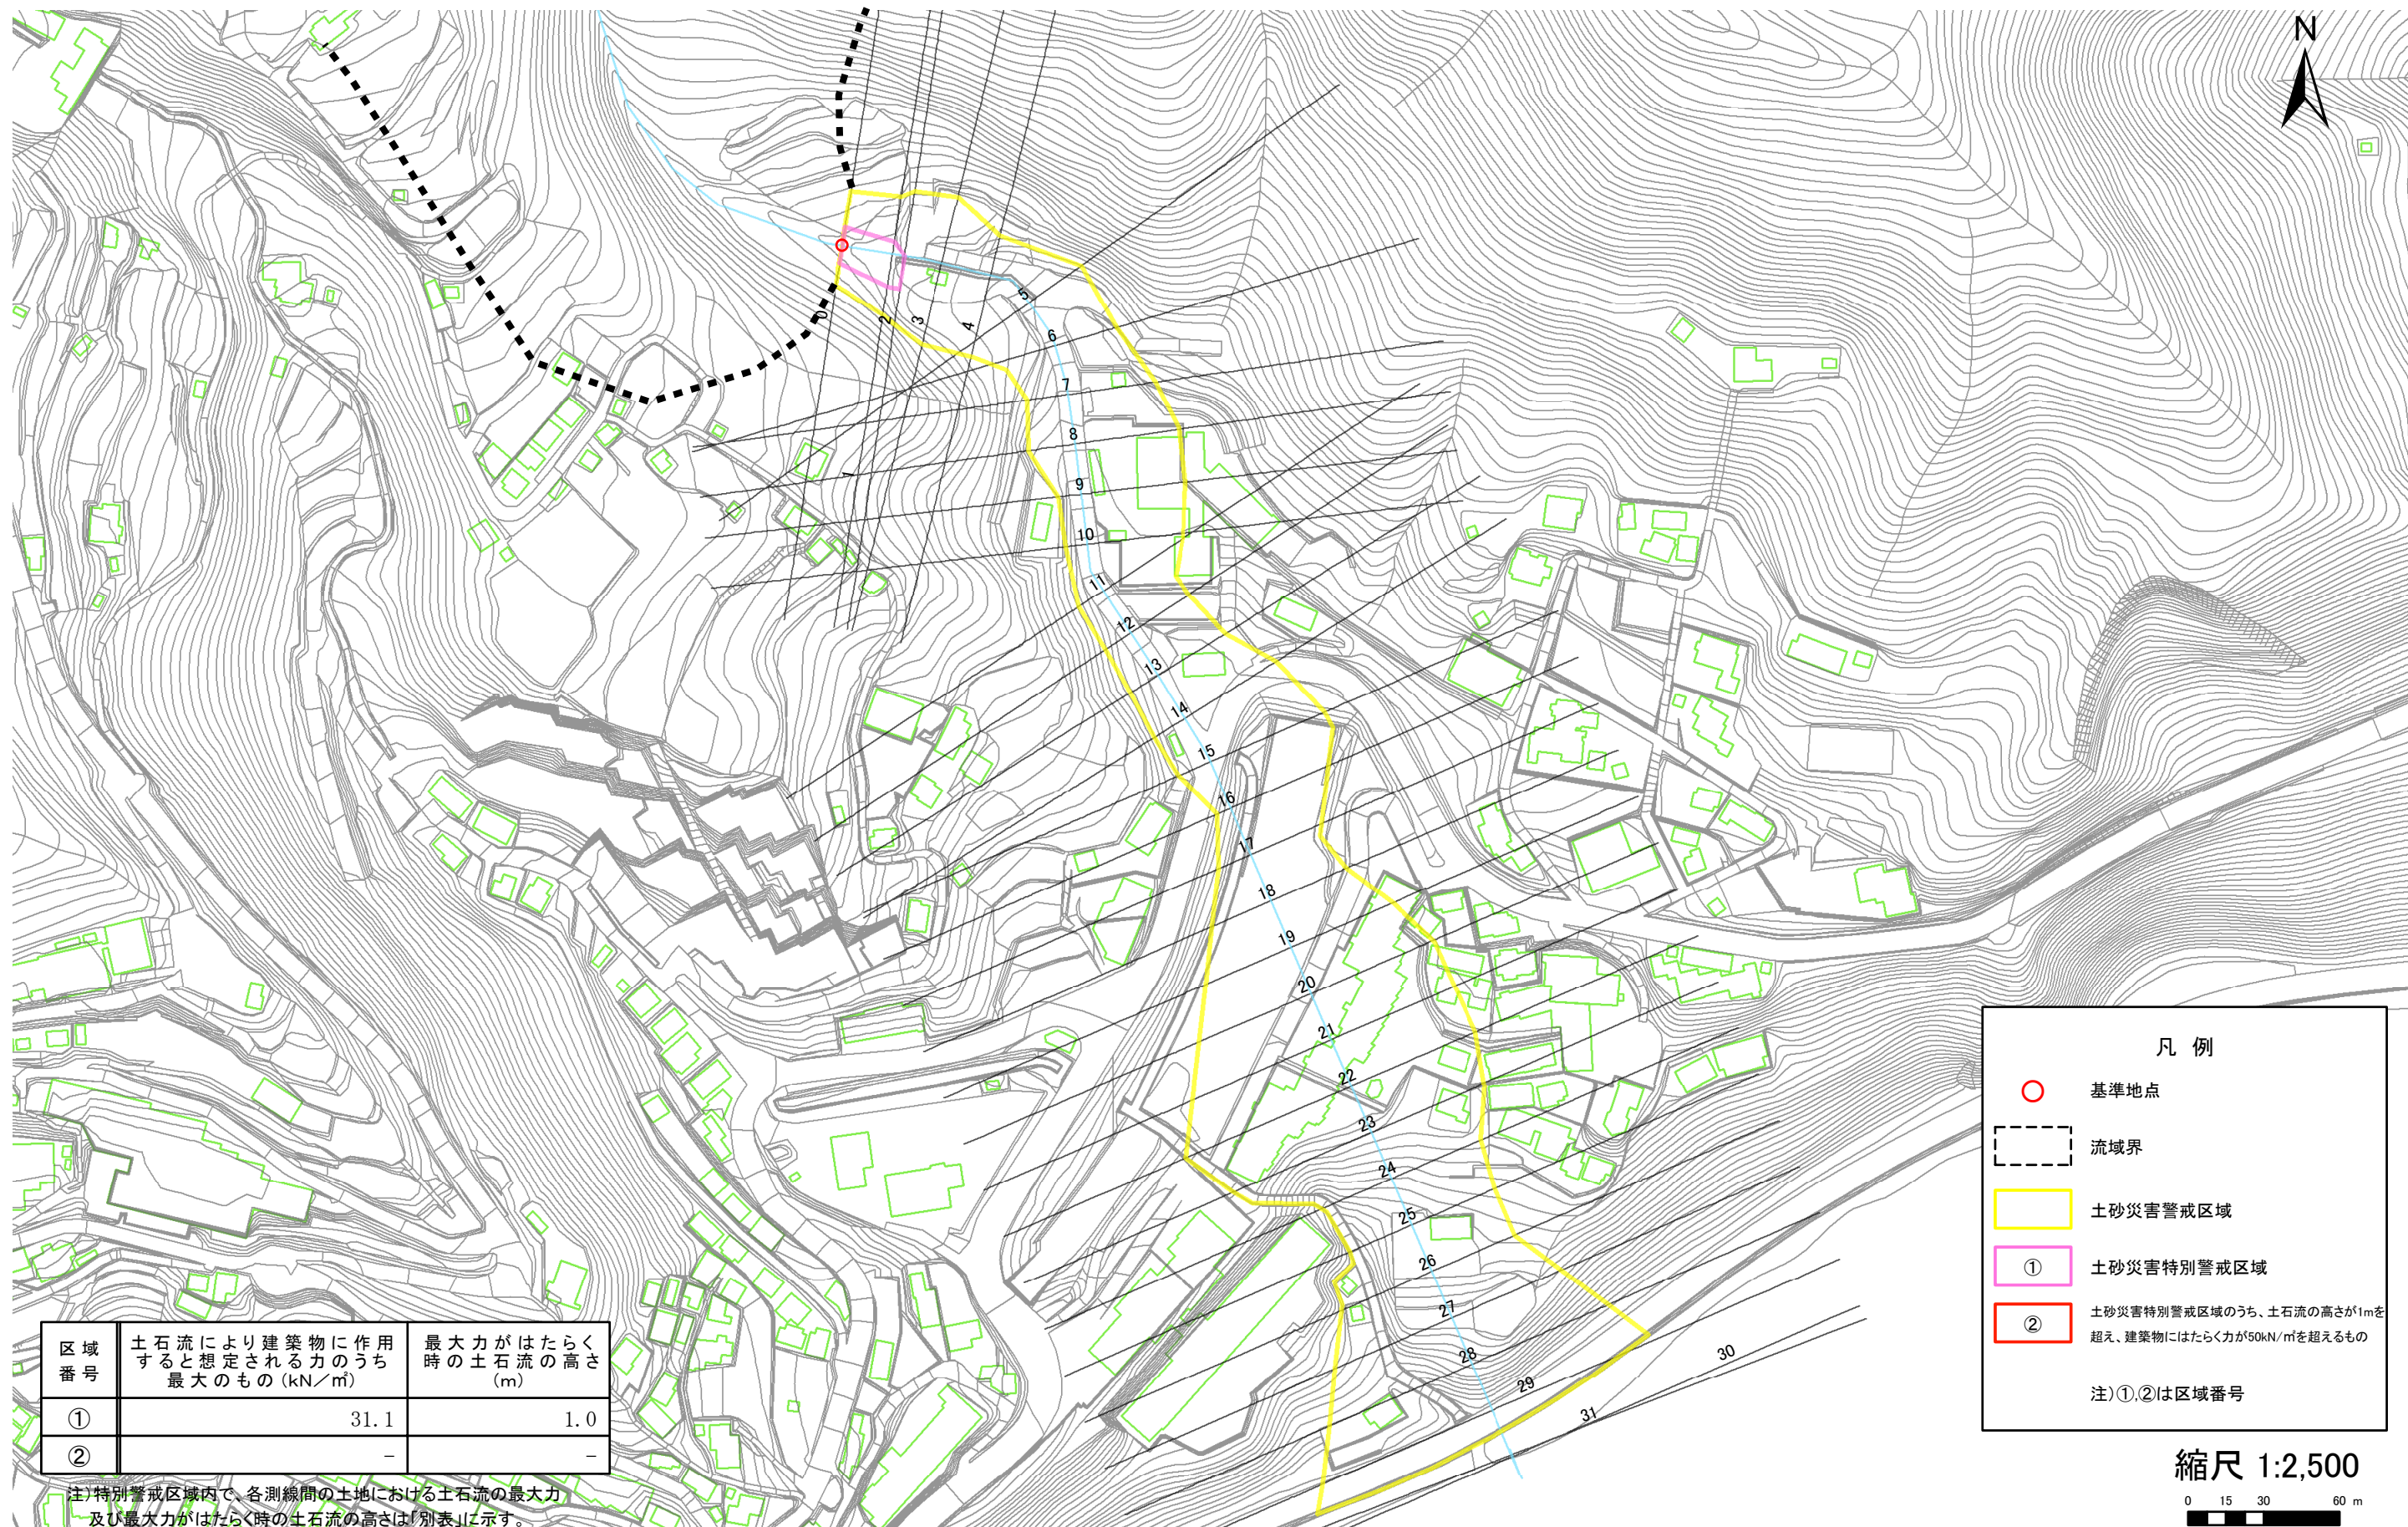 N
0
1
2
3
4
5
6
7
8
9
10
11
12
13
14
15
16
17
18
19
20
21
22
23
24
25
26
27
28
29
30
31
凡 例
基準地点
流域界
土砂災害警戒区域
① 土砂災害特別警戒区域
② 土砂災害特別警戒区域のうち、土石流の高さが1mを
超え、建築物にはたらく力が50kN/㎡を超えるもの
注)①,②は区域番号
縮尺 1:2,500
0 15 30 60 m
区域番号 土石流により建築物に作用すると想定される力のうち最大のもの(kN/㎡) 最大力がはたらく時の土石流の高さ(m)
① 31.1 1.0
② − −
注)特別警戒区域内で、各測線間の土地における土石流の最大力
及び最大力がはたらく時の土石流の高さは「別表」に示す。